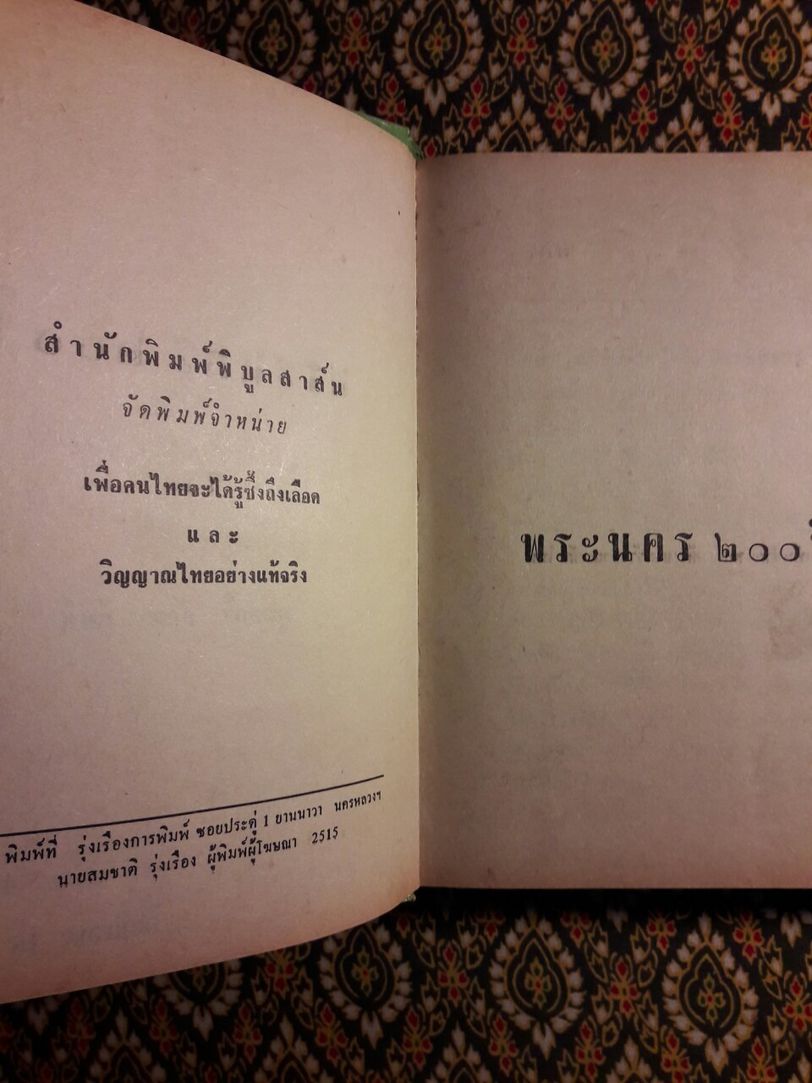 สำนักพิมพ์พิบูลสาส์น
จัดพิมพ์จำหน่าย
เพื่อคนไทยจะได้รู้ซึ้งถึงเลือด
และ
วิญญาณไทยอย่างแท้จริง
พิมพ์ที่ รุ่งเรืองการพิมพ์ ซอยประดู่ 1 ยานนาวา นครหลวงฯ
นายสมชาติ รุ่งเรือง ผู้พิมพ์ผู้โฆษณา 2515
พระนคร ๒๐๐